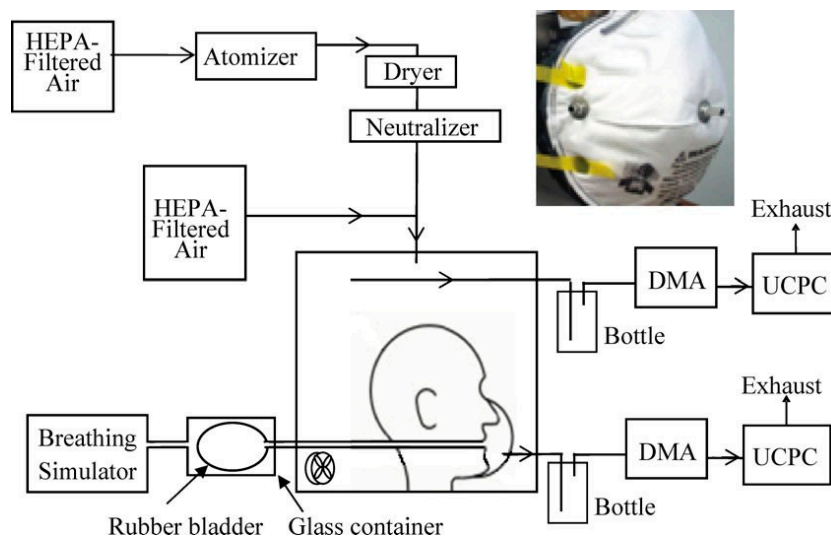 HEPA-
Filtered
Air
Atomizer
Dryer
Neutralizer
HEPA-
Filtered
Air
Exhaust
DMA
UCPC
Bottle
Exhaust
Breathing
Simulator
DMA
UCPC
Bottle
Rubber bladder
Glass container